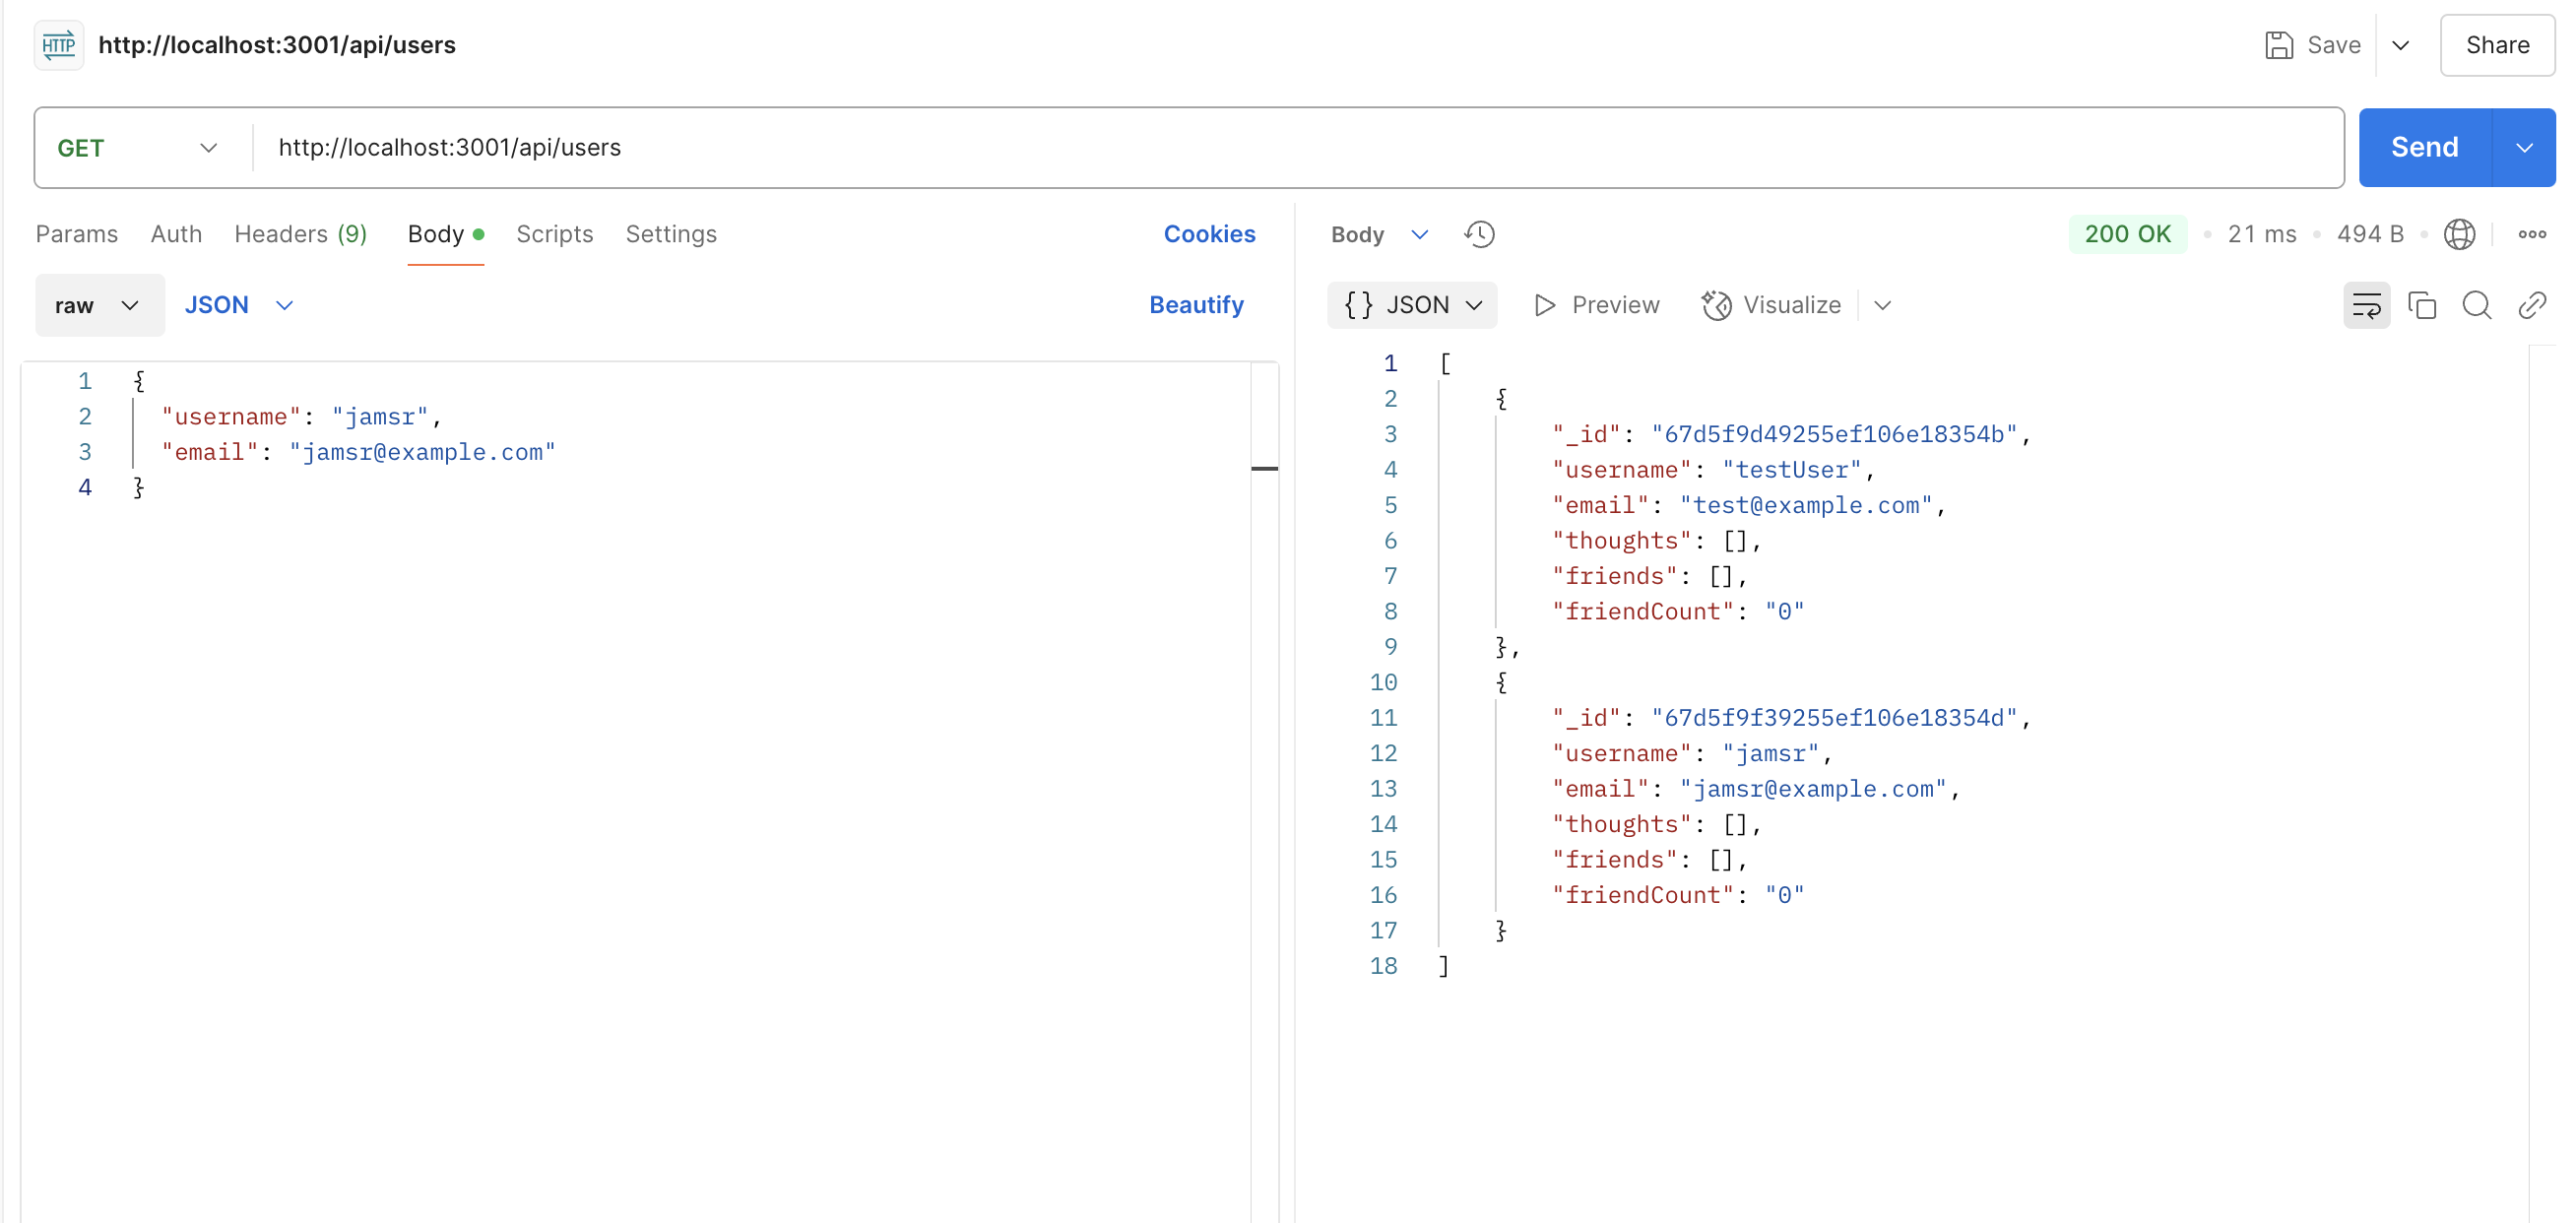 HTTP http://localhost:3001/api/users Save Share
GET http://localhost:3001/api/users Send
Params Auth Headers (9) Body Scripts Settings Cookies
raw JSON Beautify
1 {
2 "username": "jamsr",
3 "email": "jamsr@example.com"
4 }
Body 200 OK 21 ms 494 B
{} JSON Preview Visualize
1 [
2 {
3 "_id": "67d5f9d49255ef106e18354b",
4 "username": "testUser",
5 "email": "test@example.com",
6 "thoughts": [],
7 "friends": [],
8 "friendCount": "0"
9 },
10 {
11 "_id": "67d5f9f39255ef106e18354d",
12 "username": "jamsr",
13 "email": "jamsr@example.com",
14 "thoughts": [],
15 "friends": [],
16 "friendCount": "0"
17 }
18 ]